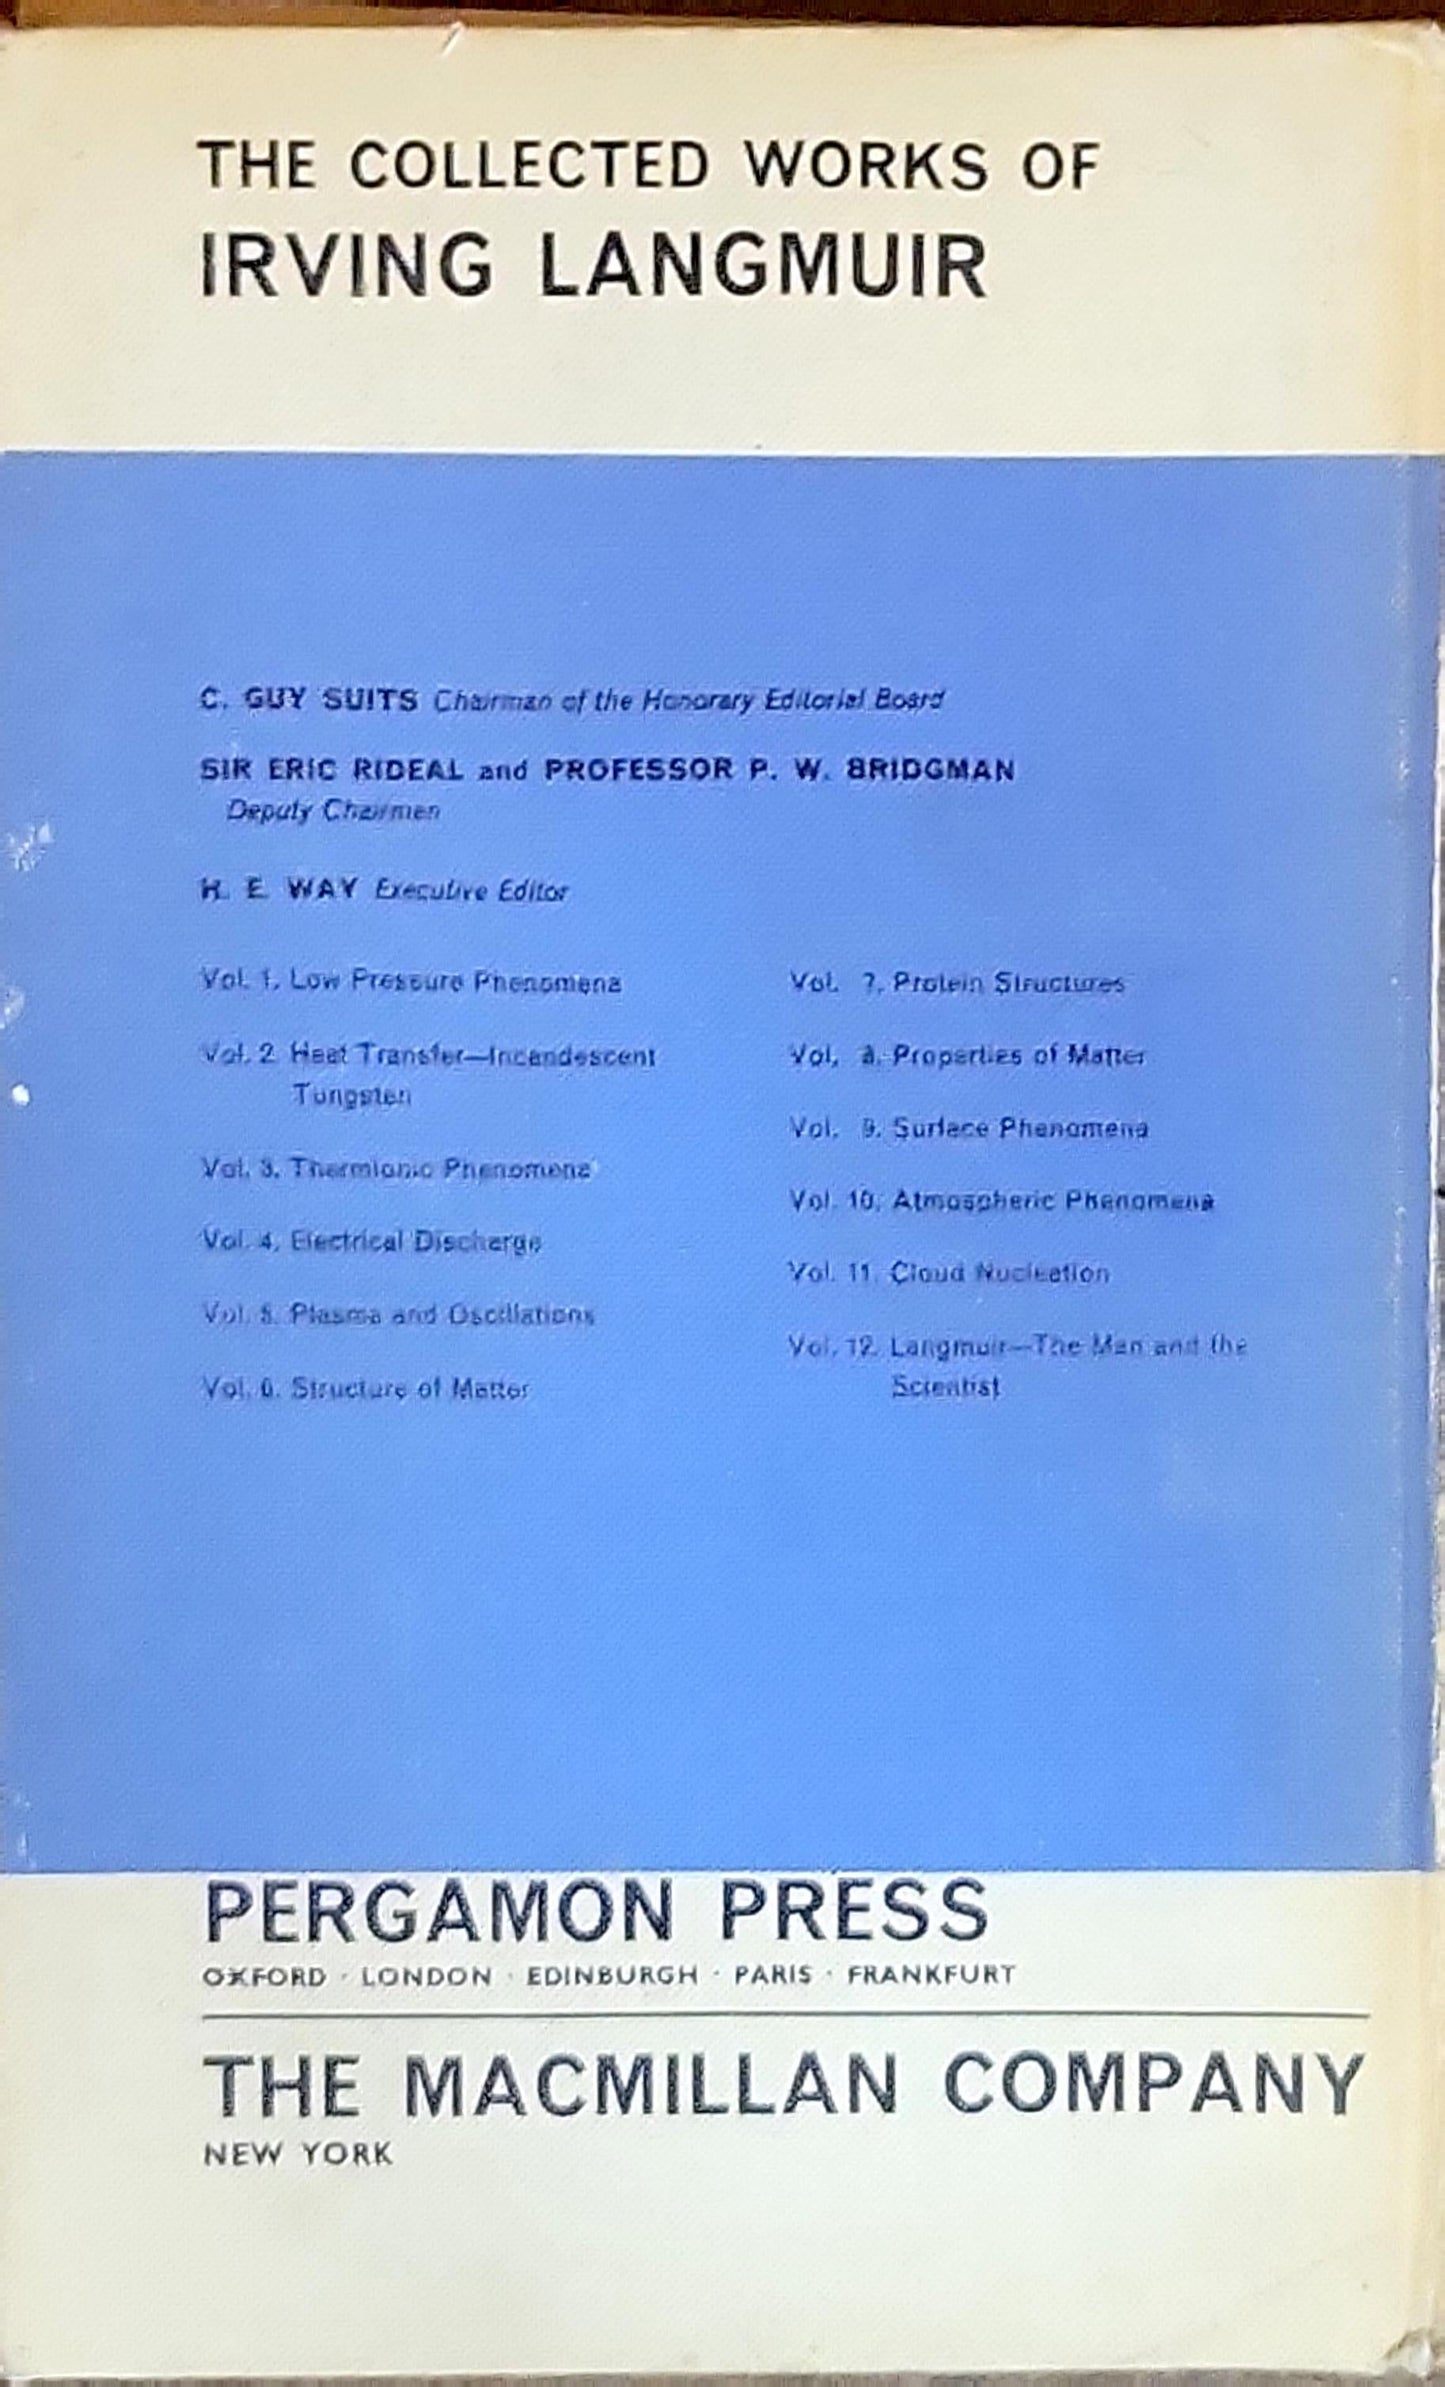 THE COLLECTED WORKS OF
IRVING LANGMUIR
C. GUY SUITS Chairman of the Honorary Editorial Board
SIR ERIC RIDEAL and PROFESSOR P. W. BRIDGMAN
Deputy Chairmen
H. E. WAY Executive Editor
Vol. 1. Low Pressure Phenomena
Vol. 2. Heat Transfer—Incandescent
Tungsten
Vol. 3. Thermionic Phenomena
Vol. 4. Electrical Discharge
Vol. 5. Plasma and Oscillations
Vol. 6. Structure of Matter
Vol. 7. Protein Structures
Vol. 8. Properties of Matter
Vol. 9. Surface Phenomena
Vol. 10. Atmospheric Phenomena
Vol. 11. Cloud Nucleation
Vol. 12. Langmuir—The Man and the
Scientist
PERGAMON PRESS
OXFORD · LONDON · EDINBURGH · PARIS · FRANKFURT
THE MACMILLAN COMPANY
NEW YORK